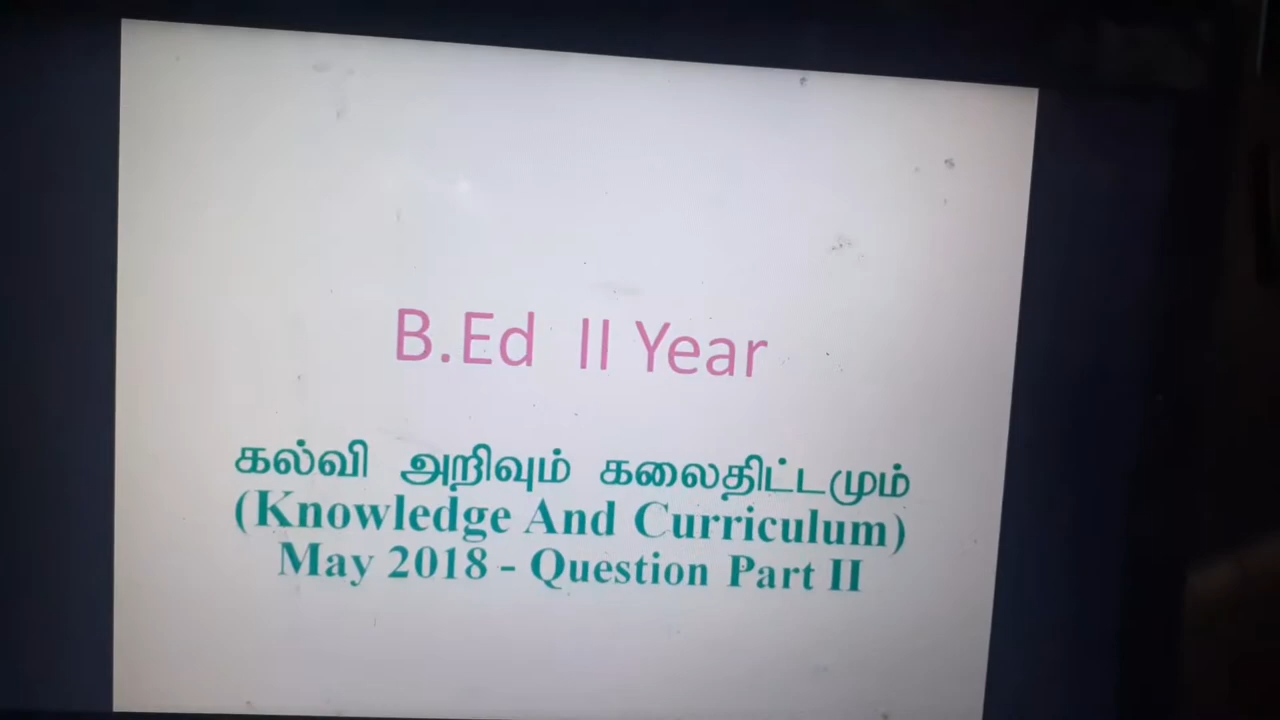 B.Ed II Year
கல்வி அறிவும் கலைதிட்டமும்
(Knowledge And Curriculum)
May 2018 - Question Part II